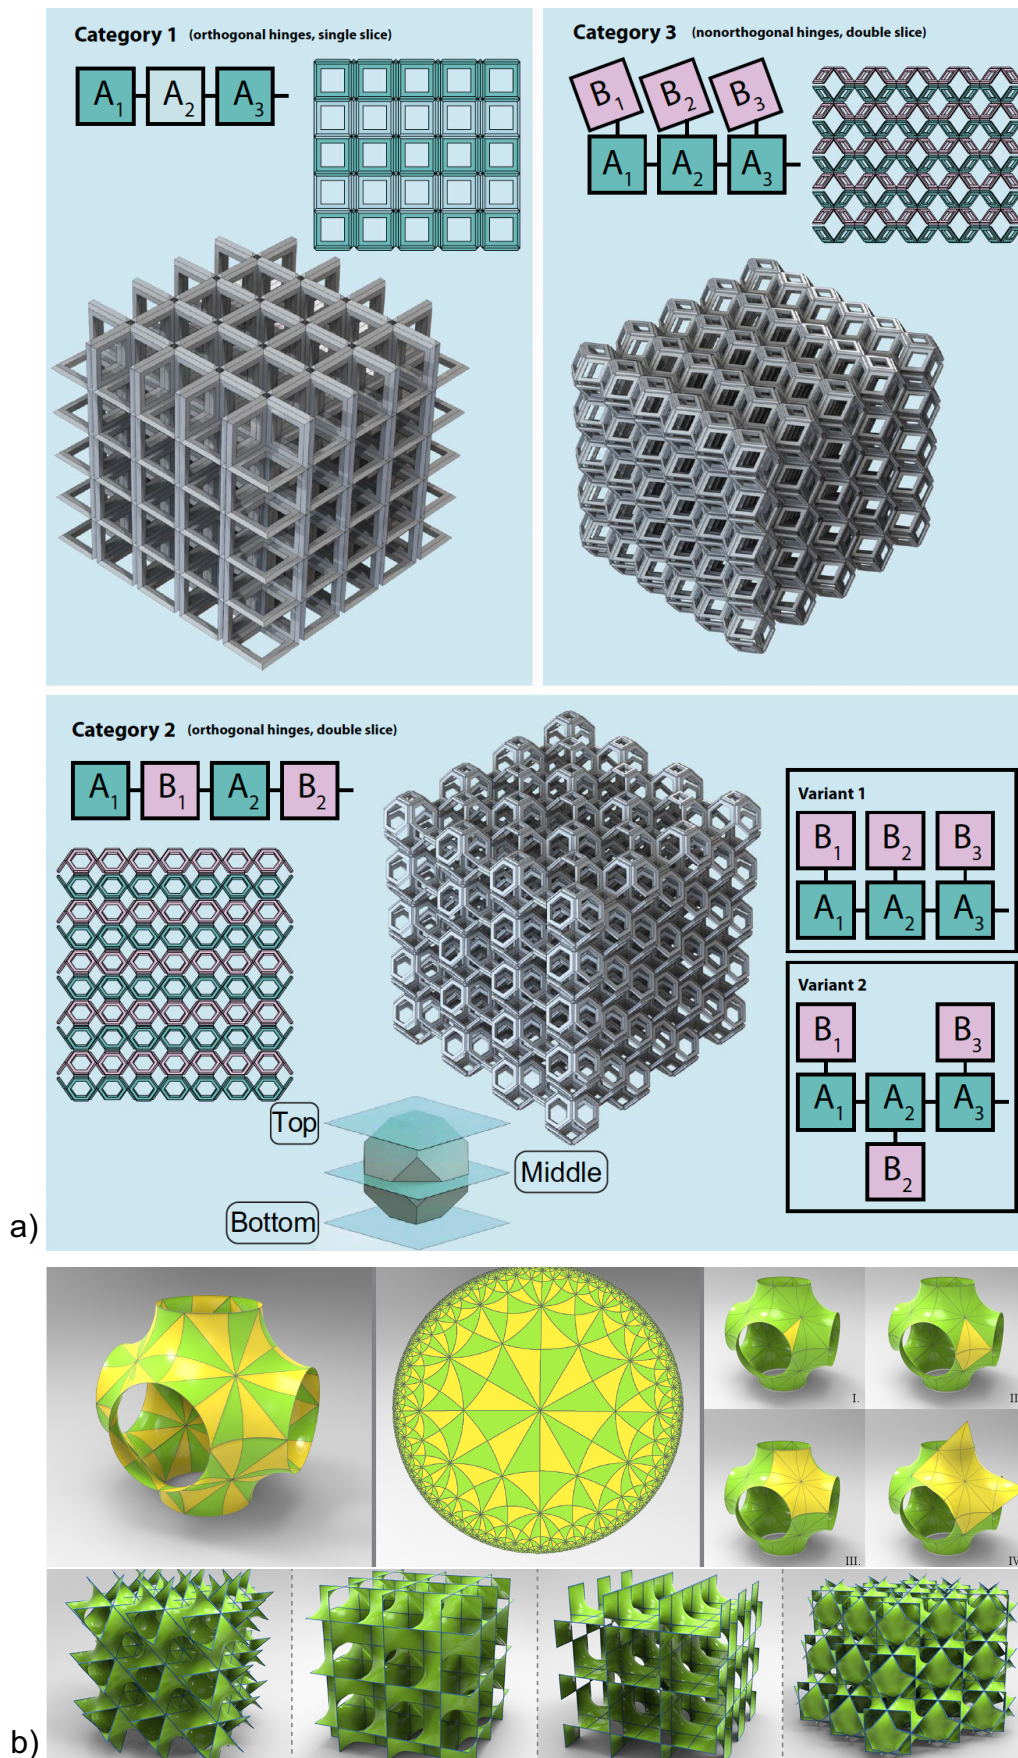 Category 1 (orthogonal hinges, single slice)
A1 A2 A3
Category 3 (nonorthogonal hinges, double slice)
B1 B2 B3
A1 A2 A3
Category 2 (orthogonal hinges, double slice)
A1 B1 A2 B2
Variant 1
B1 B2 B3
A1 A2 A3
Variant 2
B1 B3
A1 A2 A3
B2
Top
Middle
Bottom
a)
I. II
III. IV
b)